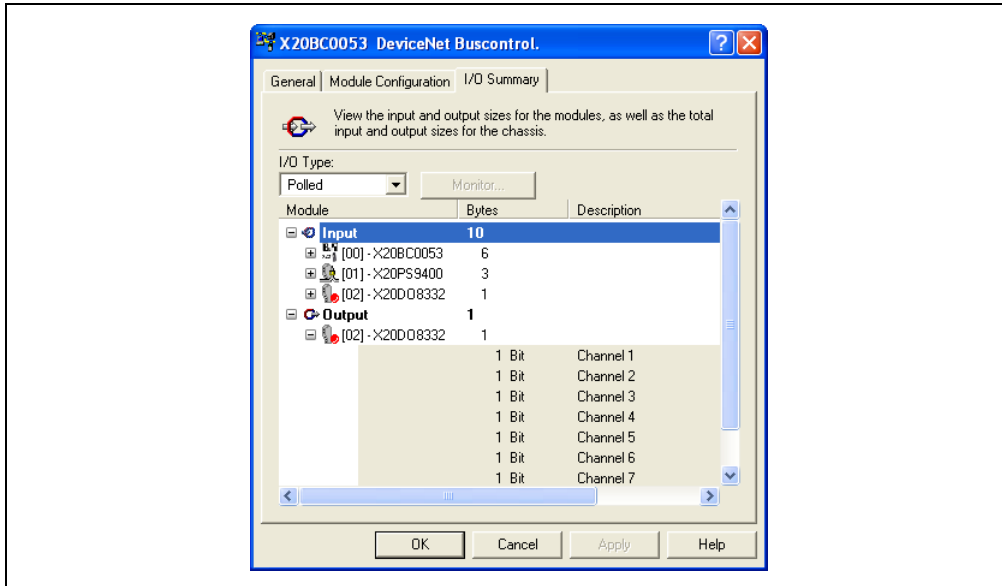 X20BC0053 DeviceNet Buscontrol.
General Module Configuration I/O Summary
View the input and output sizes for the modules, as well as the total
input and output sizes for the chassis.
I/O Type:
Polled Monitor...
Module Bytes Description
Input 10
[00] - X20BC0053 6
[01] - X20PS9400 3
[02] - X20DO8332 1
Output 1
[02] - X20DO8332 1
1 Bit Channel 1
1 Bit Channel 2
1 Bit Channel 3
1 Bit Channel 4
1 Bit Channel 5
1 Bit Channel 6
1 Bit Channel 7
OK Cancel Apply Help